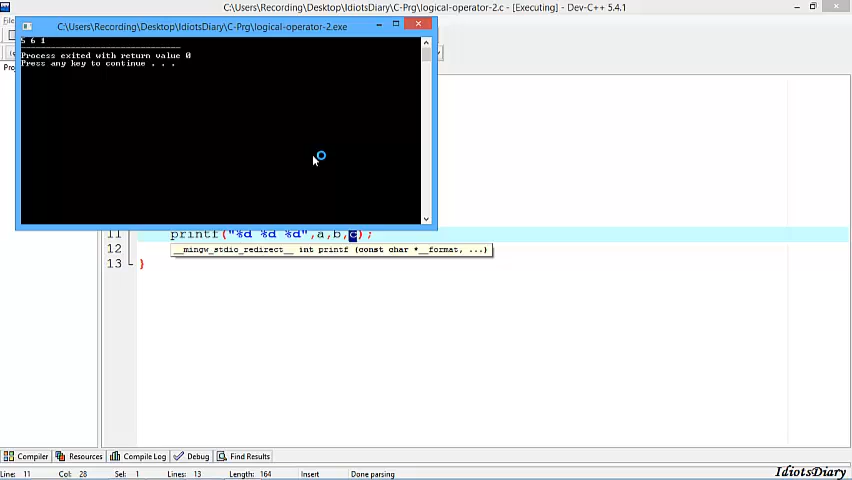 C:\Users\Recording\Desktop\IdiotsDiary\C-Prg\logical-operator-2.c - [Executing] - Dev-C++ 5.4.1
C:\Users\Recording\Desktop\IdiotsDiary\C-Prg\logical-operator-2.exe
5 6 1
Process exited with return value 0
Press any key to continue . . .
11 printf("%d %d %d",a,b,c);
12 __mingw_stdio_redirect__ int printf (const char *__format, ...)
13 }
Compiler Resources Compile Log Debug Find Results
Line: 11 Col: 28 Sel: 1 Lines: 13 Length: 164 Insert Done parsing
IdiotsDiary